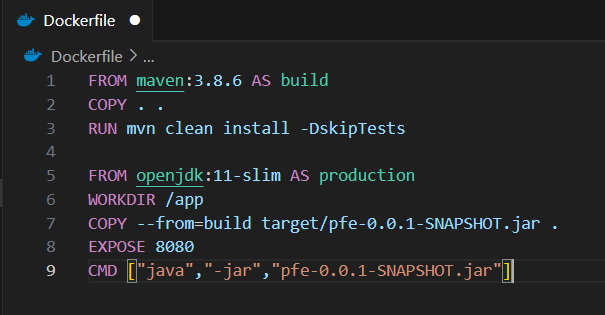 Dockerfile
Dockerfile > ...
1 FROM maven:3.8.6 AS build
2 COPY . .
3 RUN mvn clean install -DskipTests
4
5 FROM openjdk:11-slim AS production
6 WORKDIR /app
7 COPY --from=build target/pfe-0.0.1-SNAPSHOT.jar .
8 EXPOSE 8080
9 CMD ["java","-jar","pfe-0.0.1-SNAPSHOT.jar"]